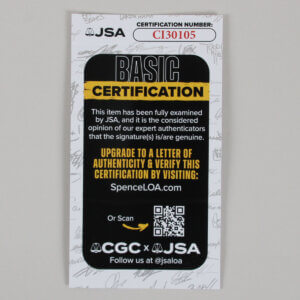 CERTIFICATION NUMBER:
JSA
CI30105
BASIC
CERTIFICATION
This item has been fully examined
by JSA, and it is the considered
opinion of our expert authenticators
that the signature(s) is/are genuine.
UPGRADE TO A LETTER OF
AUTHENTICITY & VERIFY THIS
CERTIFICATION BY VISITING:
SpenceLOA.com
Or Scan
CGC x JSA
Follow us at @jsaloa